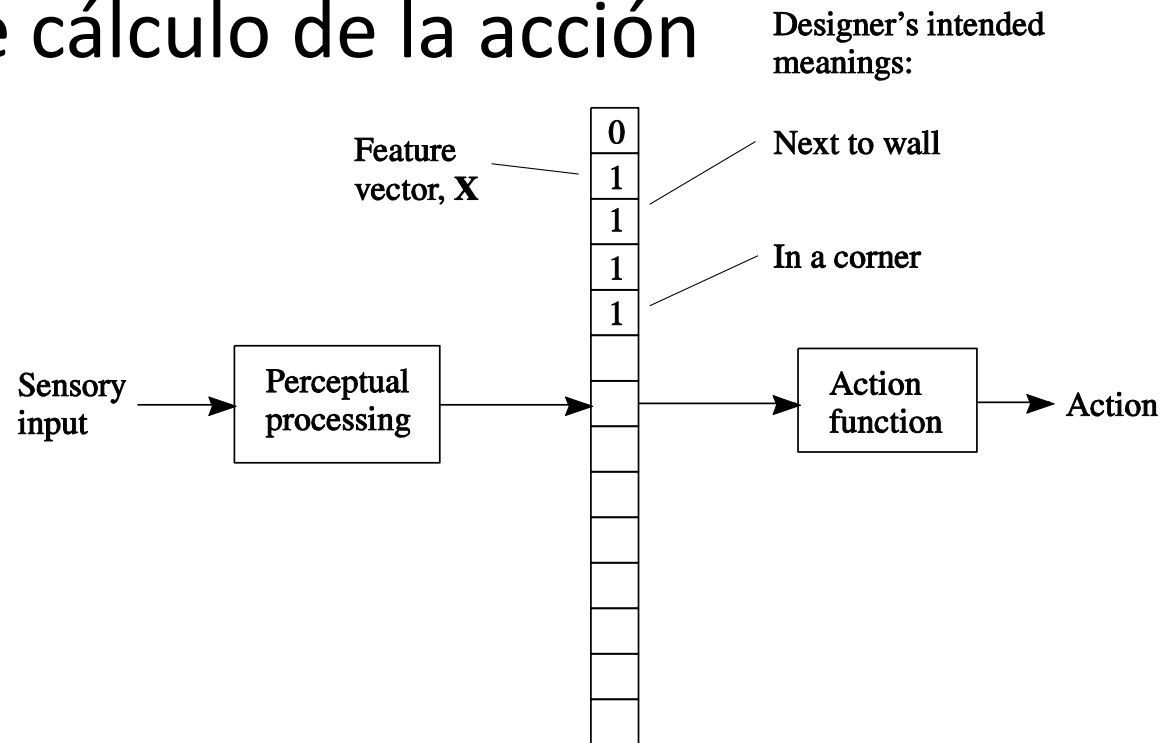 e cálculo de la acción
Designer's intended
meanings:
Feature
vector, X
0
1
1
1
1
Next to wall
In a corner
Sensory
input
Perceptual
processing
Action
function
Action